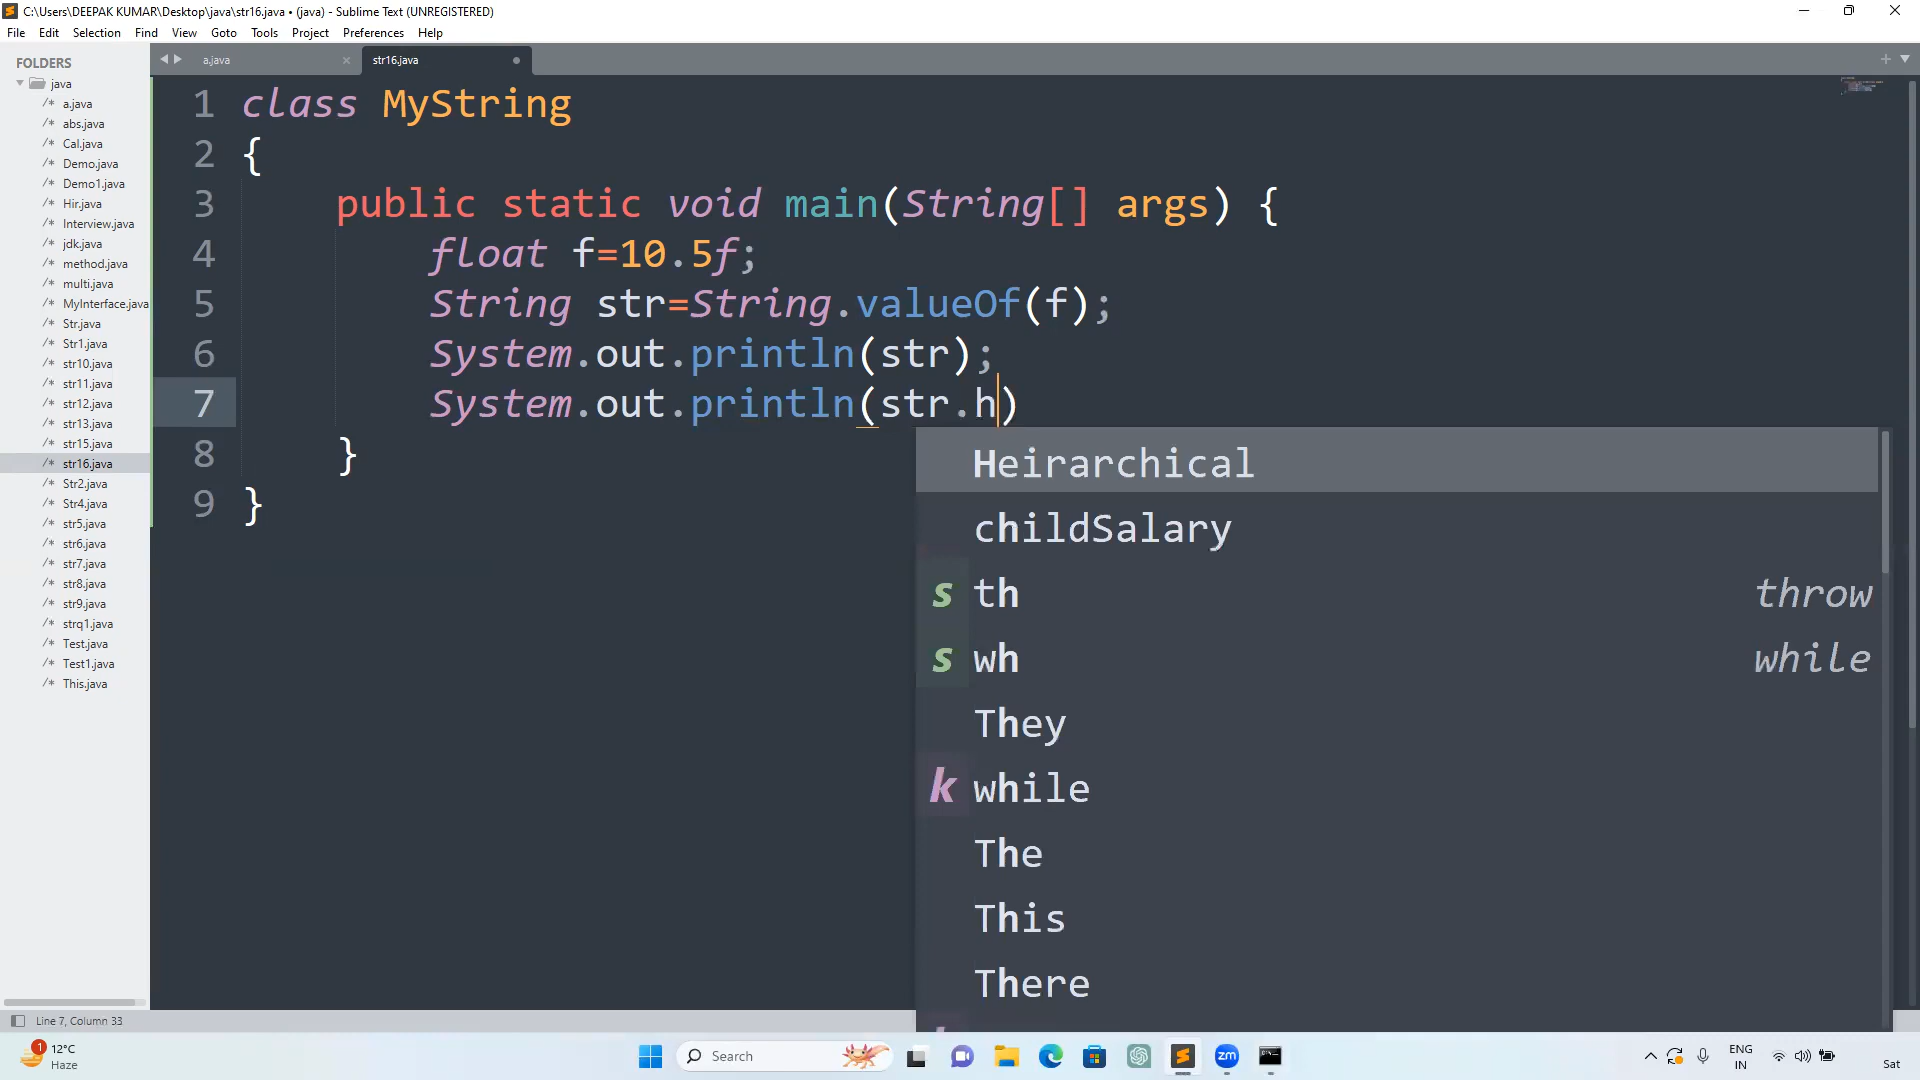 C:\Users\DEEPAK KUMAR\Desktop\java\str16.java • (java) - Sublime Text (UNREGISTERED)
File Edit Selection Find View Goto Tools Project Preferences Help
FOLDERS
java
a.java
abs.java
Cal.java
Demo.java
Demo1.java
Hir.java
Interview.java
jdk.java
method.java
multi.java
MyInterface.java
Str.java
Str1.java
str10.java
str11.java
str12.java
str13.java
str15.java
str16.java
Str2.java
Str4.java
str5.java
str6.java
str7.java
str8.java
str9.java
strq1.java
Test.java
Test1.java
This.java
a.java str16.java
1 class MyString
2 {
3 public static void main(String[] args) {
4 float f=10.5f;
5 String str=String.valueOf(f);
6 System.out.println(str);
7 System.out.println(str.h)
8 }
9 }
Heirarchical
childSalary
s th throw
s wh while
They
k while
The
This
There
Line 7, Column 33
1
12°C
Haze
Search
zm
ENG
IN
Sat